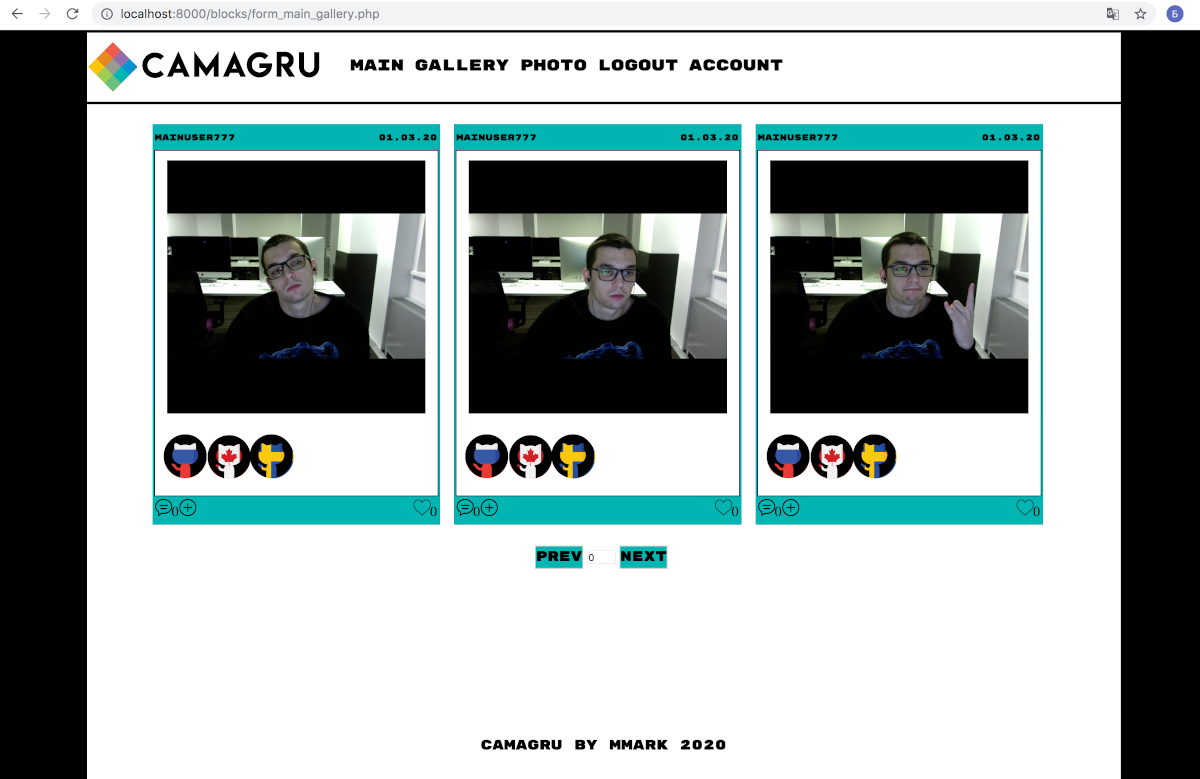 localhost:8000/blocks/form_main_gallery.php
Б
CAMAGRU
MAIN GALLERY PHOTO LOGOUT ACCOUNT
MAINUSER777 01.03.20
MAINUSER777 01.03.20
MAINUSER777 01.03.20
0 0
0 0
0 0
PREV 0 NEXT
CAMAGRU BY MMARK 2020